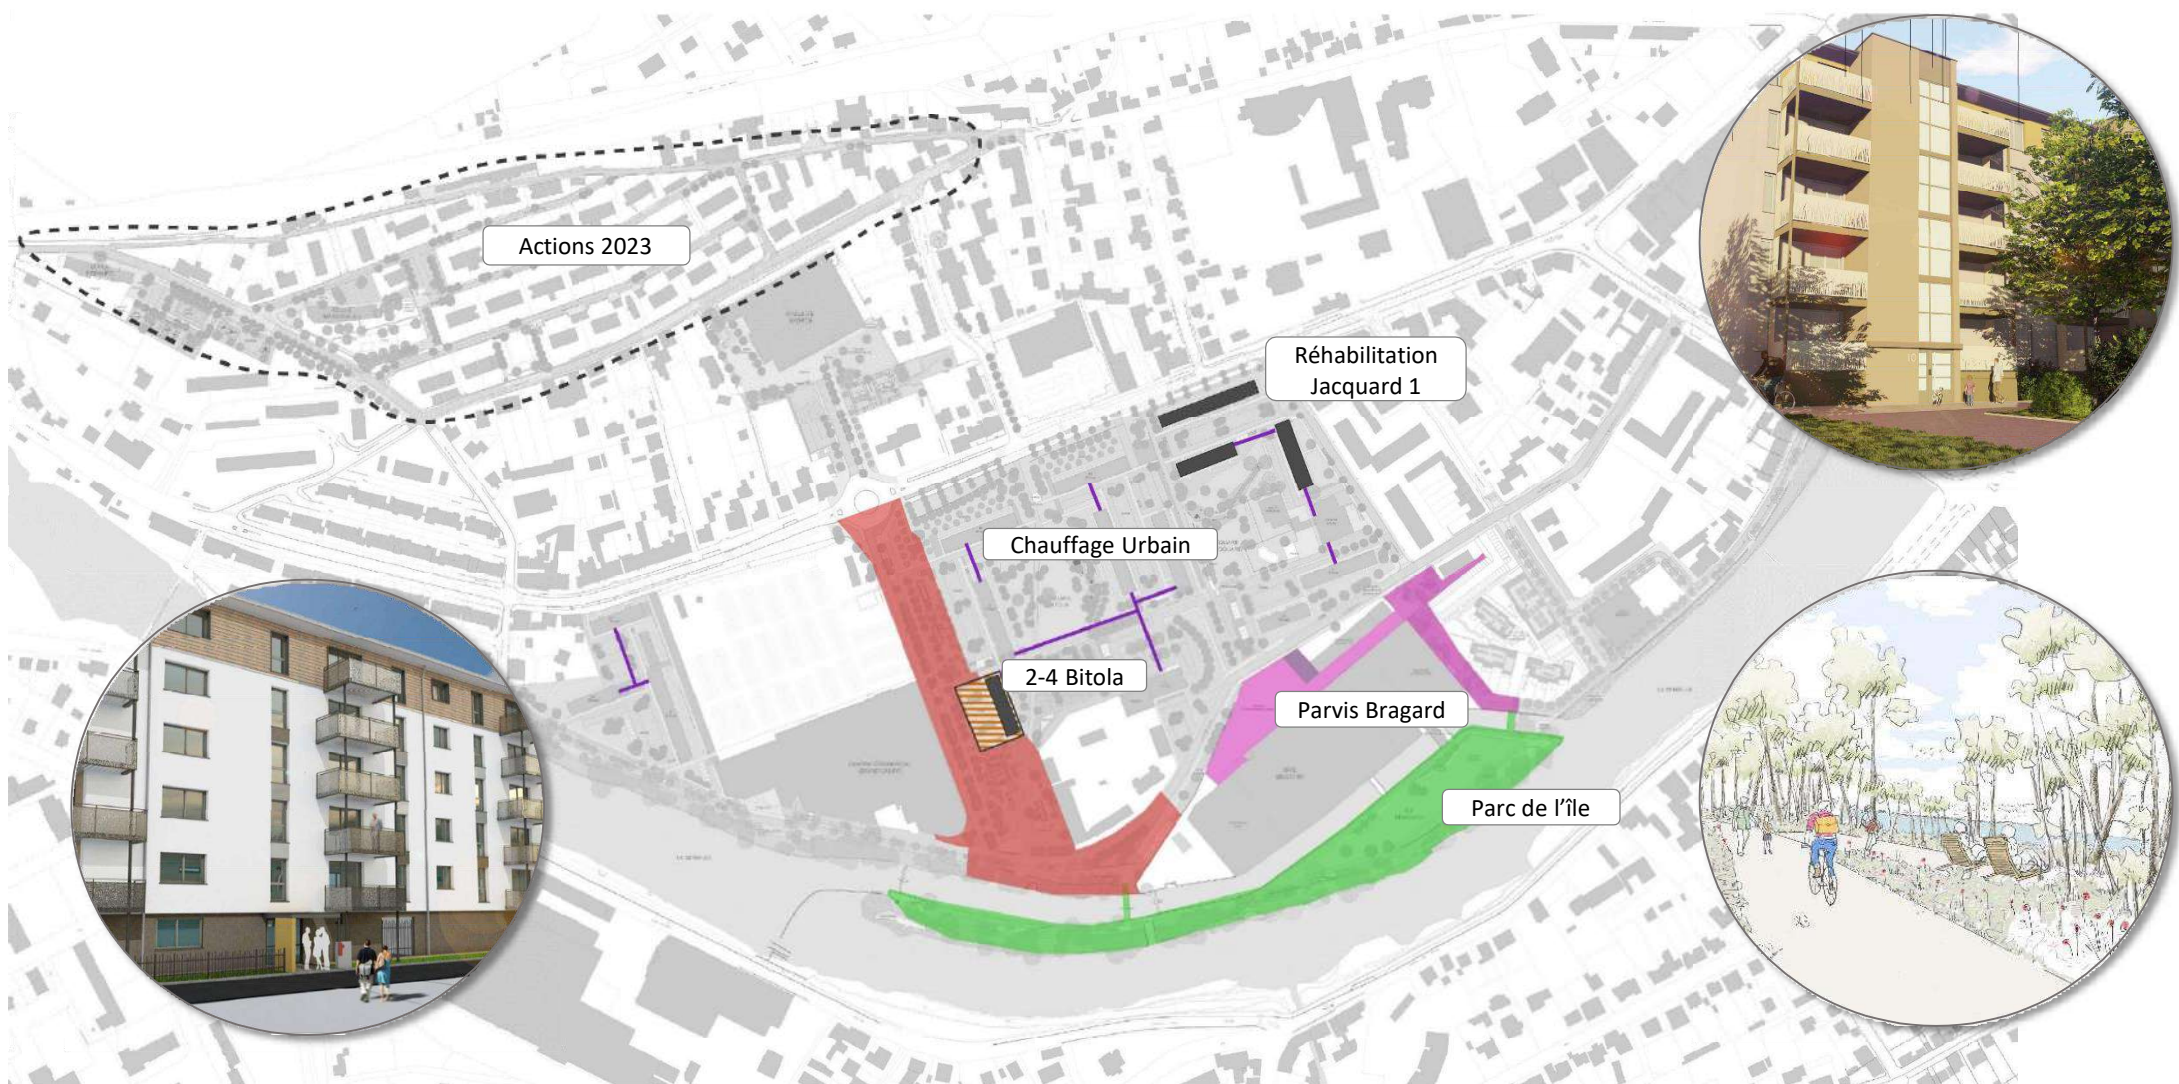 Actions 2023
Réhabilitation
Jacquard 1
Chauffage Urbain
2-4 Bitola
Parvis Bragard
Parc de l'île